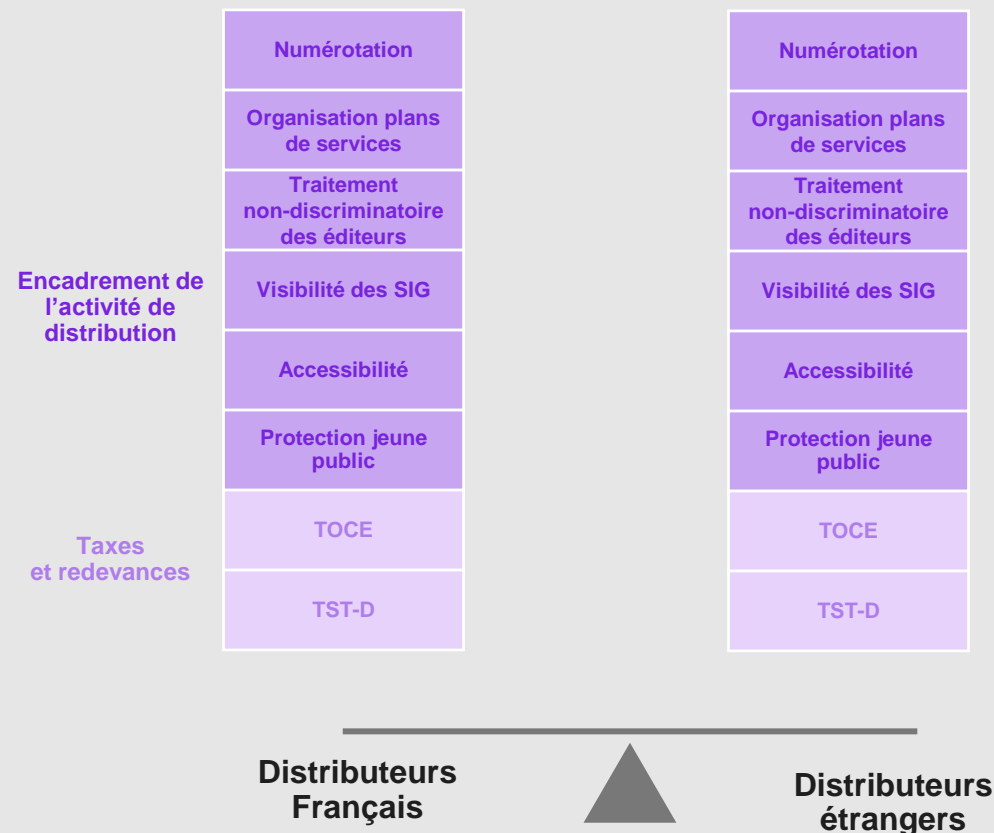 Numérotation
Organisation plans
de services
Traitement
non-discriminatoire
des éditeurs
Encadrement de
l’activité de
distribution
Visibilité des SIG
Accessibilité
Protection jeune
public
Taxes
et redevances
TOCE
TST-D
Numérotation
Organisation plans
de services
Traitement
non-discriminatoire
des éditeurs
Visibilité des SIG
Accessibilité
Protection jeune
public
TOCE
TST-D
Distributeurs
Français
Distributeurs
étrangers